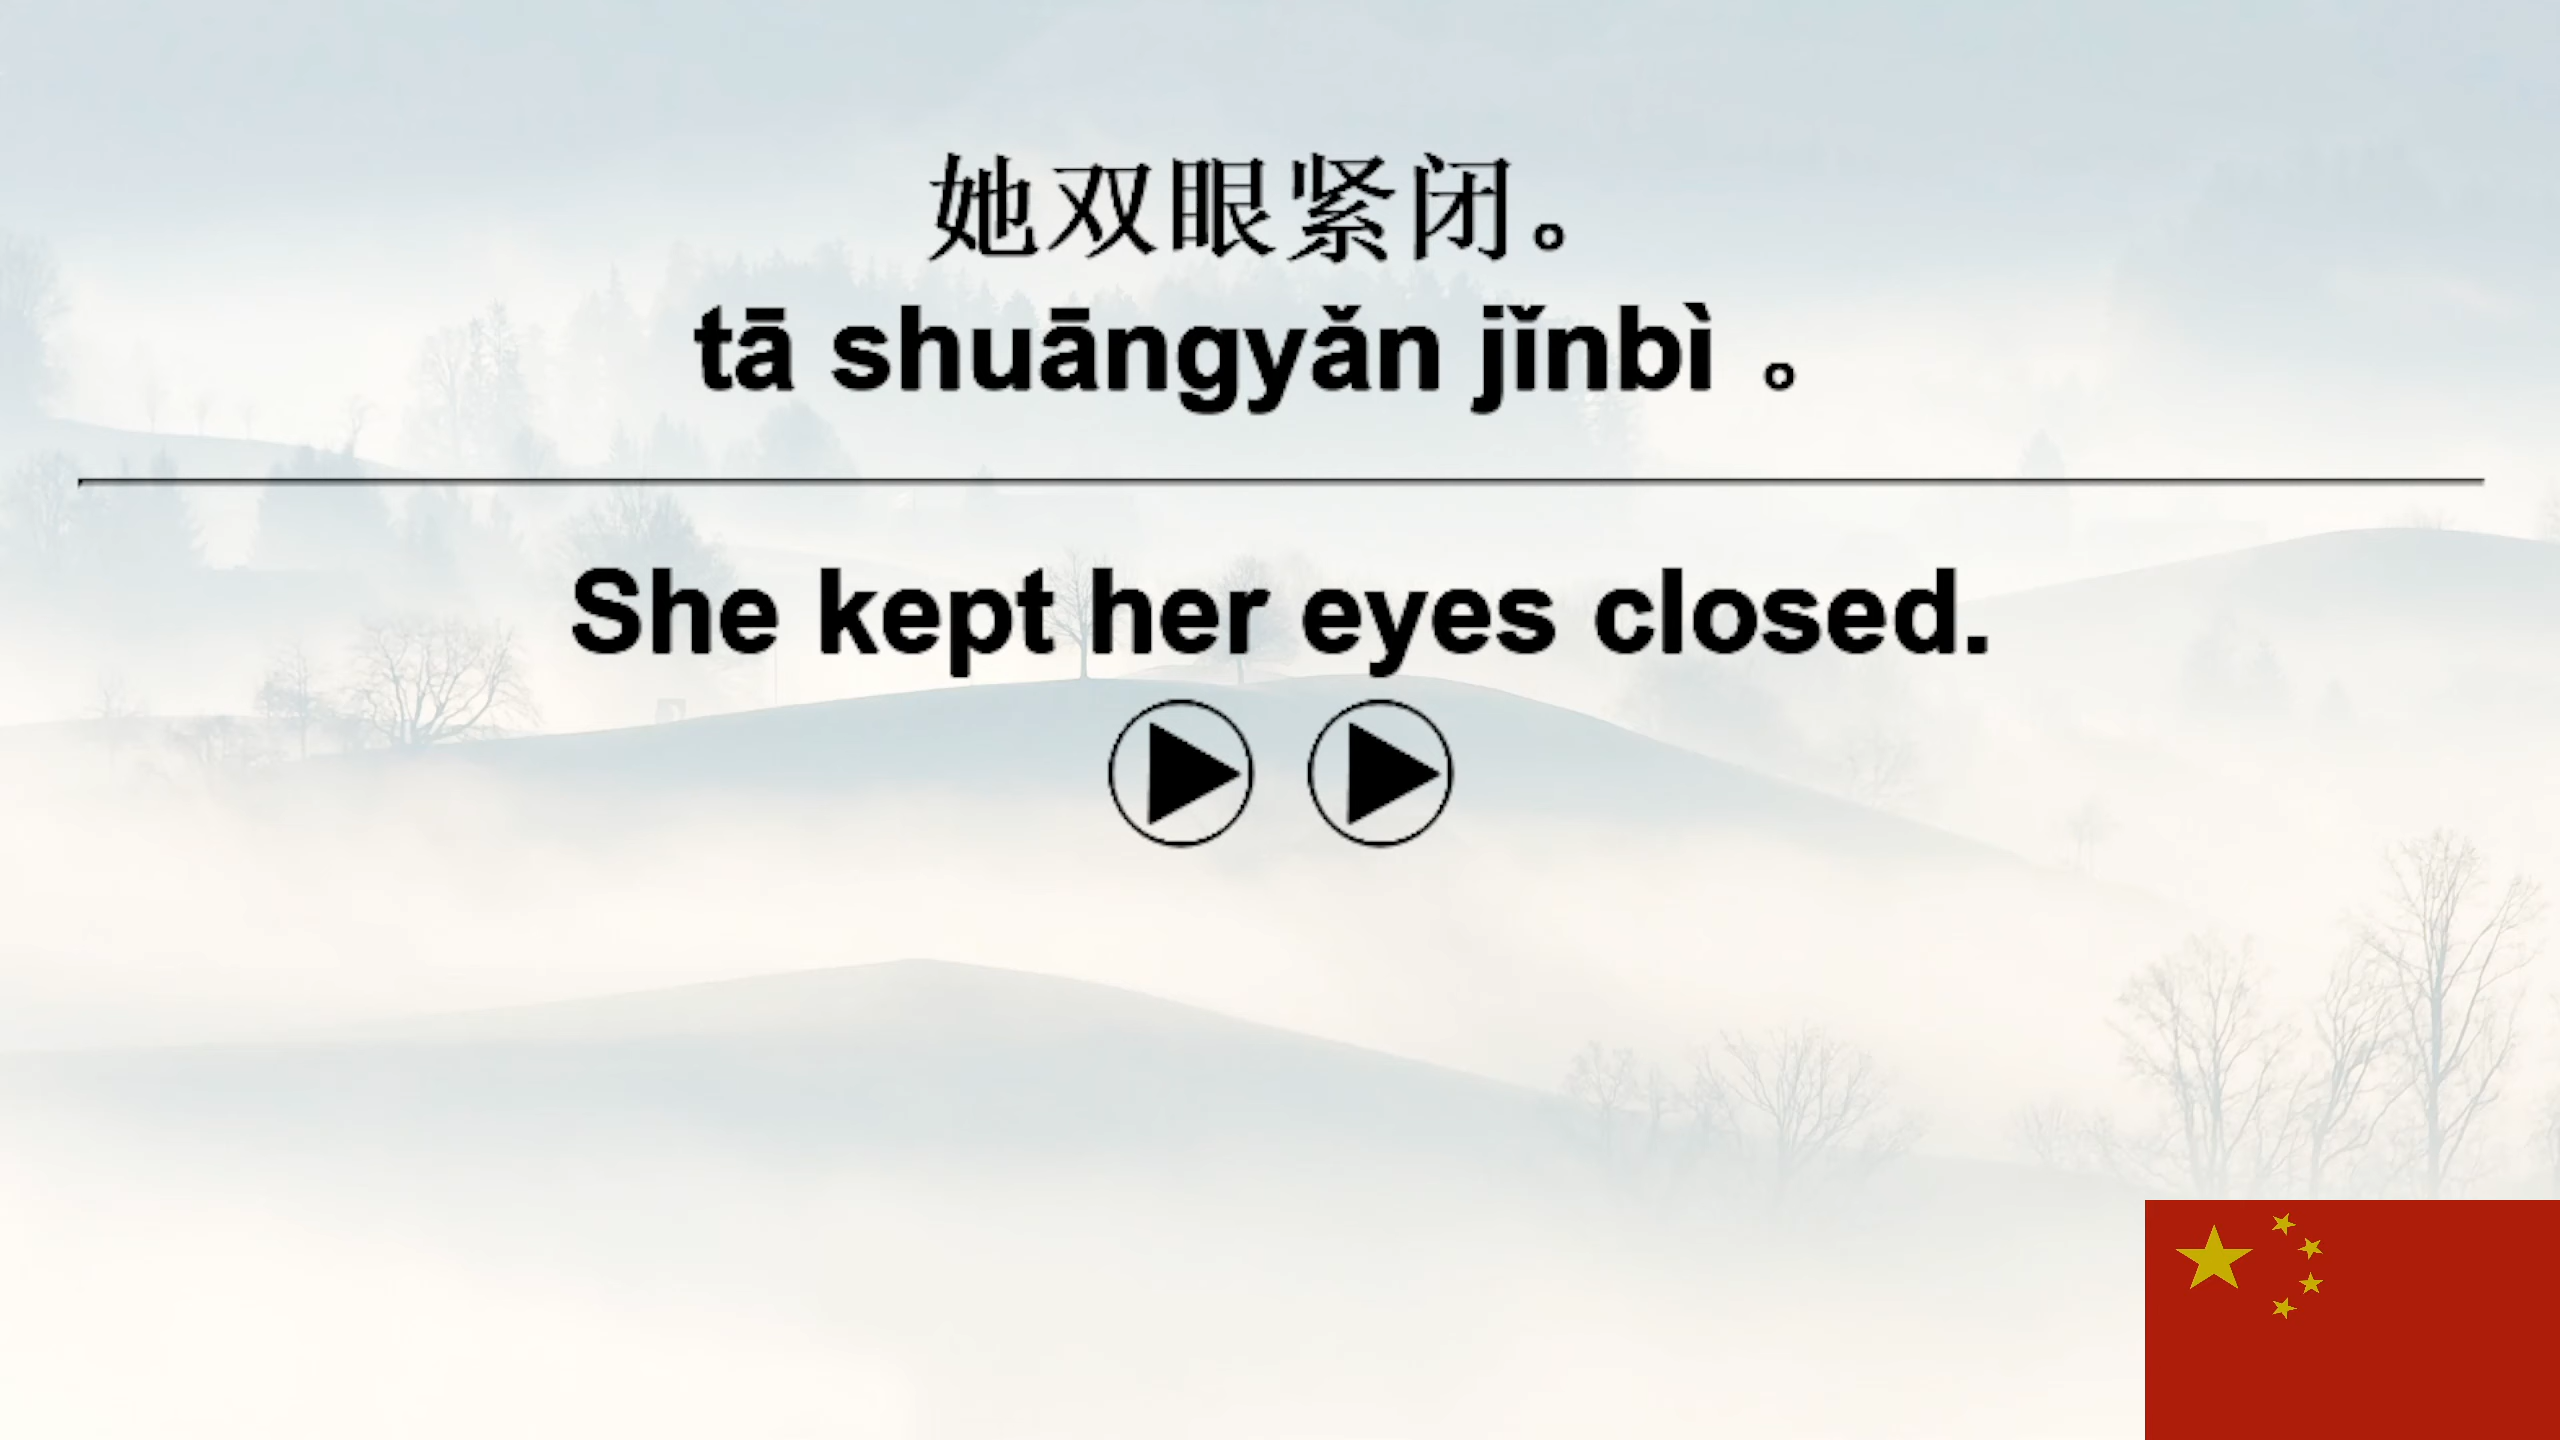 她双眼紧闭。
tā shuāngyǎn jǐnbì 。
She kept her eyes closed.